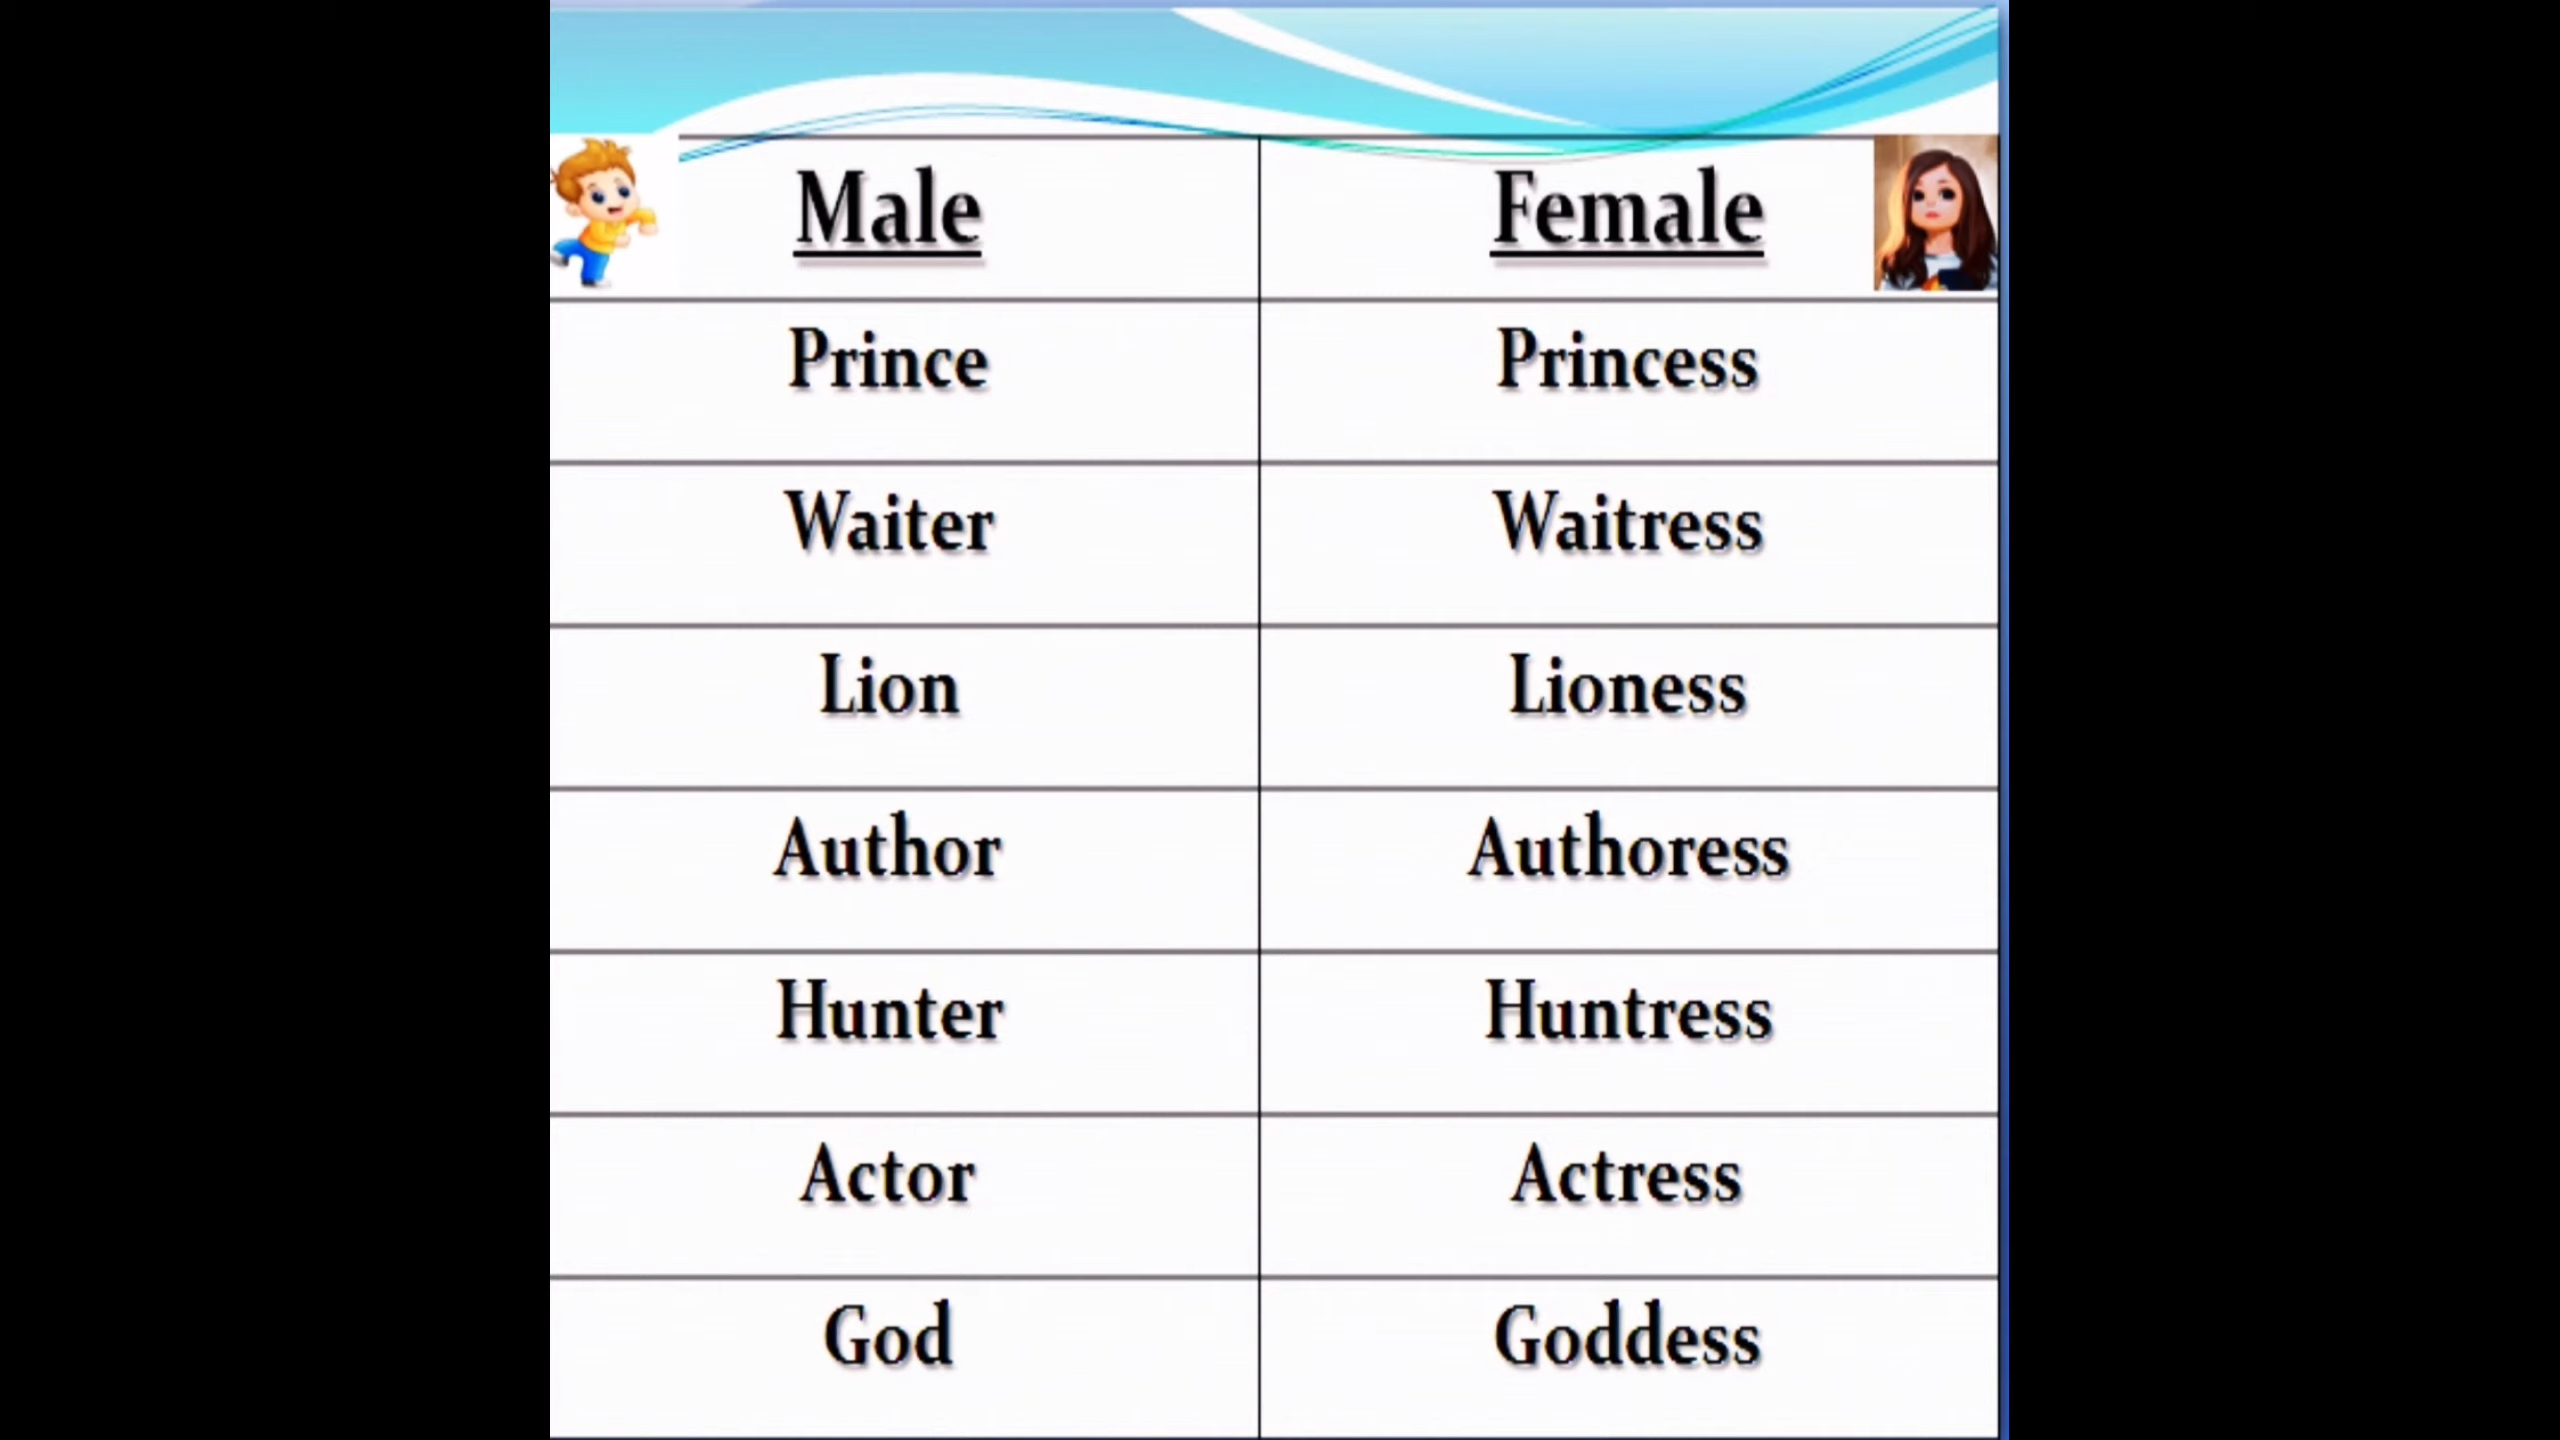 Male Female
Prince Princess
Waiter Waitress
Lion Lioness
Author Authoress
Hunter Huntress
Actor Actress
God Goddess